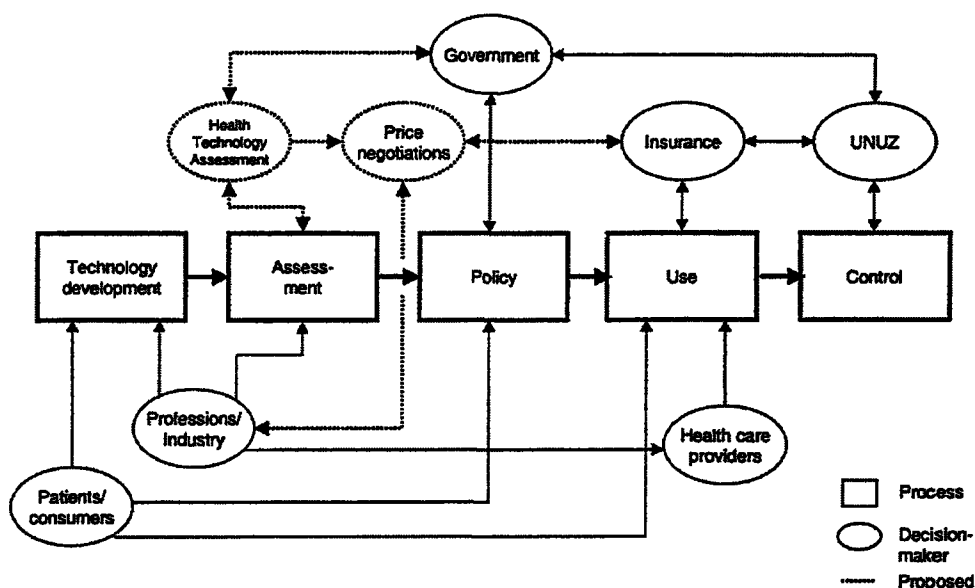 Government
Health
Technology
Assessment
Price
negotiations
Insurance
UNUZ
Technology
development
Assess-
ment
Policy
Use
Control
Professions/
Industry
Health care
providers
Patients/
consumers
Process
Decision-
maker
Proposed